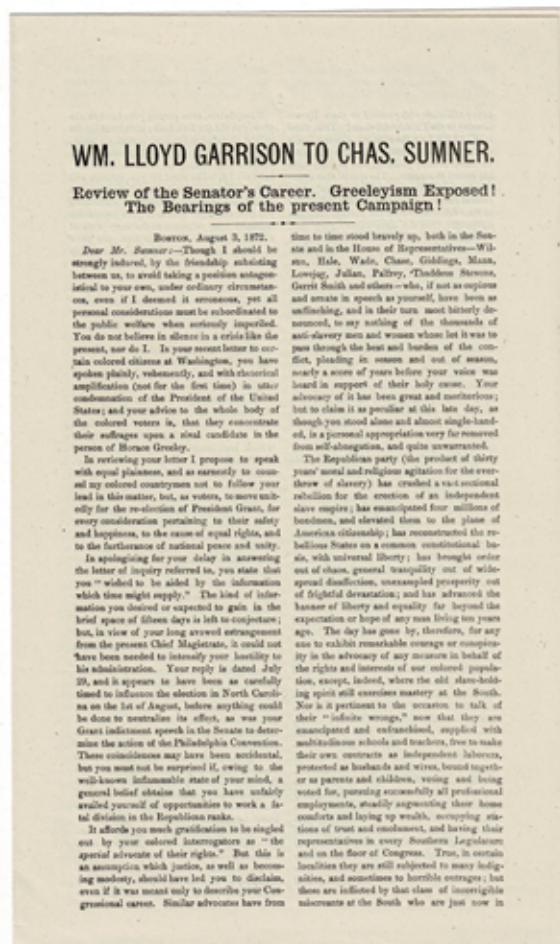 WM. LLOYD GARRISON TO CHAS. SUMNER.
Review of the Senator's Career. Greeleyism Exposed!
The Bearings of the present Campaign!
BOSTON, August 3, 1872.
Dear Mr. Sumner:—Though I should be
strongly induced, by the friendship subsisting
between us, to avoid taking a position antagon-
istical to your own, under ordinary circumstan-
ces, even if I deemed it erroneous, yet all
personal considerations must be subordinated to
the public welfare when seriously imperiled.
You do not believe in silence in a crisis like the
present, nor do I. In your recent letter to cer-
tain colored citizens at Washington, you have
spoken plainly, vehemently, and with rhetorical
amplification (not for the first time) in utter
condemnation of the President of the United
States; and your advice to the whole body of
the colored voters is, that they concentrate
their suffrages upon a rival candidate in the
person of Horace Greeley.
In reviewing your letter I propose to speak
with equal plainness, and as earnestly to coun-
sel my colored countrymen not to follow your
lead in this matter, but, as voters, to move unit-
edly for the re-election of President Grant, for
every consideration pertaining to their safety
and happiness, to the cause of equal rights, and
to the furtherance of national peace and unity.
In apologizing for your delay in answering
the letter of inquiry referred to, you state that
you "wished to be aided by the information
which time might supply." The kind of infor-
mation you desired or expected to gain in the
brief space of fifteen days is left to conjecture;
but, in view of your long avowed estrangement
from the present Chief Magistrate, it could not
have been needed to intensify your hostility to
his administration. Your reply is dated July
29, and it appears to have been as carefully
timed to influence the election in North Caroli-
na on the 1st of August, before anything could
be done to neutralize its effect, as was your
Grant indictment speech in the Senate to deter-
mine the action of the Philadelphia Convention.
These coincidences may have been accidental,
but you must not be surprised if, owing to the
well-known inflammable state of your mind, a
general belief obtains that you have unfairly
availed yourself of opportunities to work a fa-
tal division in the Republican ranks.
It affords you much gratification to be singled
out by your colored interrogators as "the
special advocate of their rights." But this is
an assumption which justice, as well as becom-
ing modesty, should have led you to disclaim,
even if it was meant only to describe your Con-
gressional career. Similar advocates have from
time to time stood bravely up, both in the Sen-
ate and in the House of Representatives—Wil-
son, Hale, Wade, Chase, Giddings, Mann,
Lovejoy, Julian, Palfrey, Thaddeus Stevens,
Gerrit Smith and others—who, if not as copious
and ornate in speech as yourself, have been as
unflinching, and in their turn most bitterly de-
nounced, to say nothing of the thousands of
anti-slavery men and women whose lot it was to
pass through the heat and burden of the con-
flict, pleading in season and out of season,
nearly a score of years before your voice was
heard in support of their holy cause. Your
advocacy of it has been great and meritorious;
but to claim it as peculiar at this late day, as
though you stood alone and almost single-hand-
ed, is a personal appropriation very far removed
from self-abnegation, and quite unwarranted.
The Republican party (the product of thirty
years' moral and religious agitation for the over-
throw of slavery) has crushed a vast sectional
rebellion for the erection of an independent
slave empire; has emancipated four millions of
bondmen, and elevated them to the plane of
American citizenship; has reconstructed the re-
bellious States on a common constitutional ba-
sis, with universal liberty; has brought order
out of chaos, general tranquility out of wide-
spread disaffection, unexampled prosperity out
of frightful devastation; and has advanced the
banner of liberty and equality far beyond the
expectation or hope of any man living ten years
ago. The day has gone by, therefore, for any
one to exhibit remarkable courage or conspicu-
ity in the advocacy of any measure in behalf of
the rights and interests of our colored popula-
tion, except, indeed, where the old slave-hold-
ing spirit still exercises mastery at the South.
Nor is it pertinent to the occasion to talk of
their "infinite wrongs," now that they are
emancipated and enfranchised, supplied with
multitudinous schools and teachers, free to make
their own contracts as independent laborers,
protected as husbands and wives, bound togeth-
er as parents and children, voting and being
voted for, pursuing successfully all professional
employments, steadily augmenting their home
comforts and laying up wealth, occupying sta-
tions of trust and emolument, and having their
representatives in every Southern Legislature
and on the floor of Congress. True, in certain
localities they are still subjected to many indig-
nities, and sometimes to horrible outrages; but
these are inflicted by that class of incorrigible
miscreants at the South who are just now in